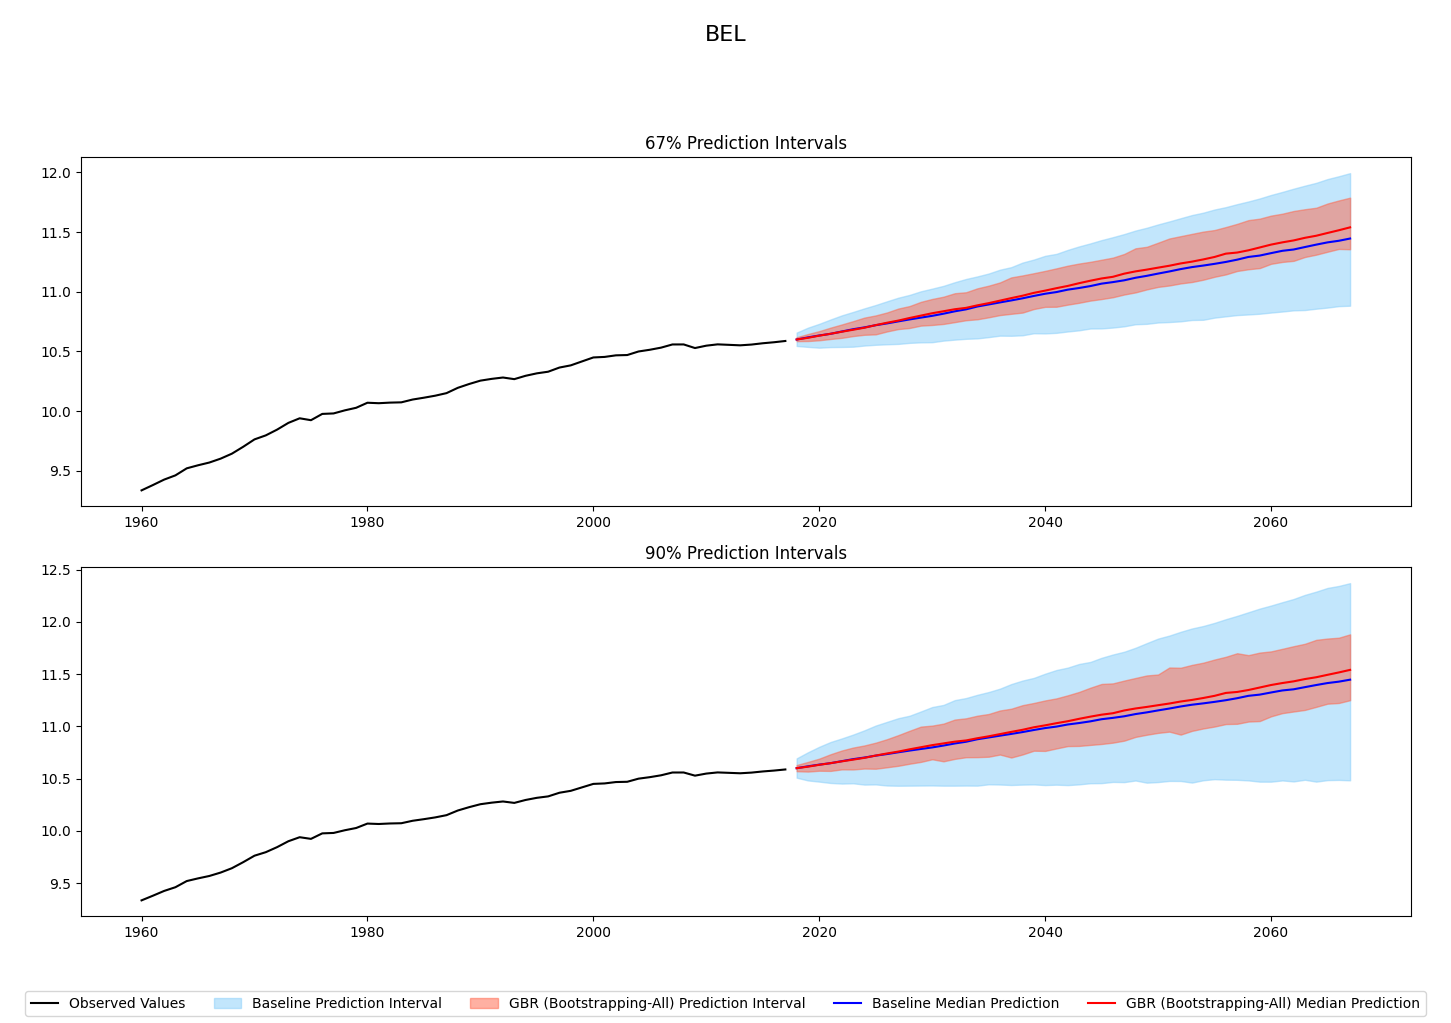 BEL
67% Prediction Intervals
12.0
11.5
11.0
10.5
10.0
9.5
1960 1980 2000 2020 2040 2060
90% Prediction Intervals
12.5
12.0
11.5
11.0
10.5
10.0
9.5
1960 1980 2000 2020 2040 2060
Observed Values Baseline Prediction Interval GBR (Bootstrapping-All) Prediction Interval Baseline Median Prediction GBR (Bootstrapping-All) Median Prediction